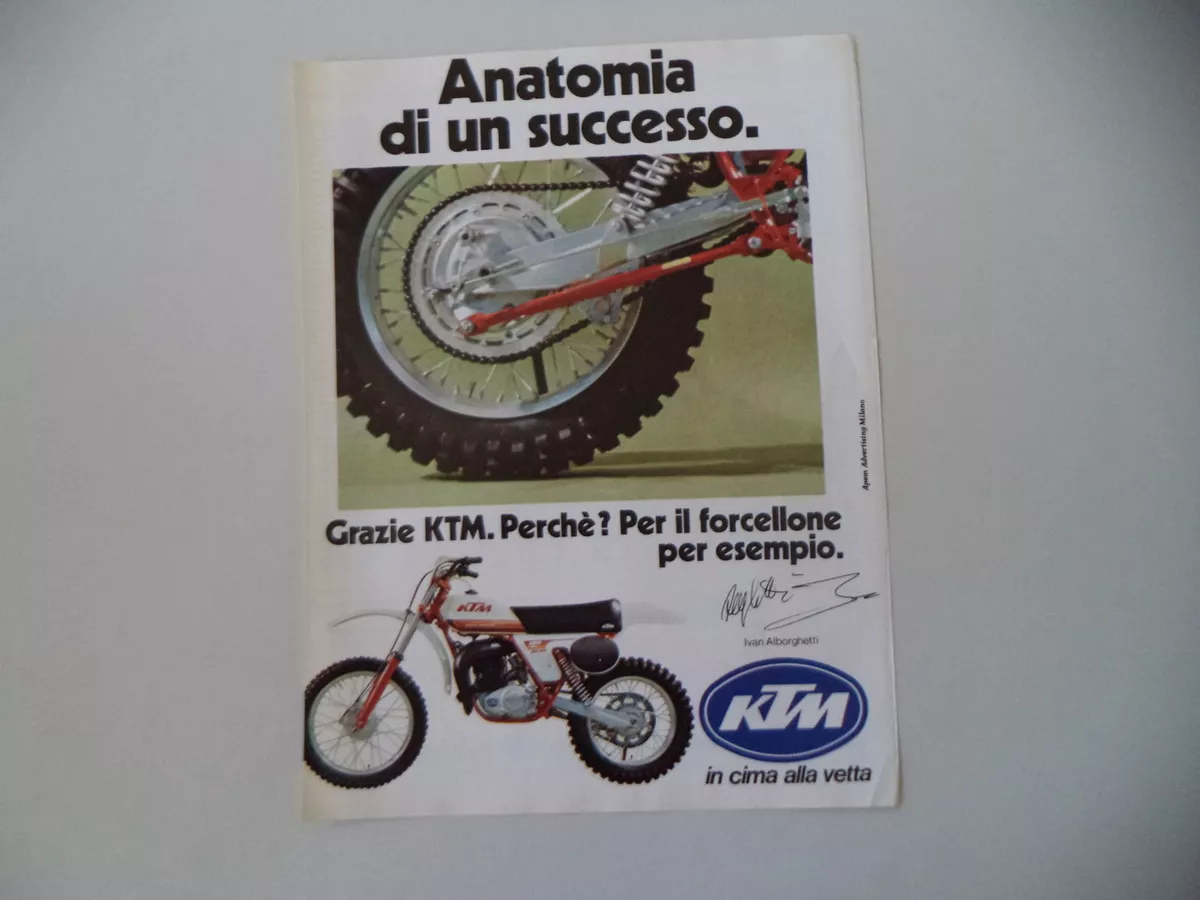 Anatomia
di un successo.
Apem Advertising Milano
Grazie KTM. Perchè? Per il forcellone
per esempio.
KTM
Ivan Alborghetti
KTM
in cima alla vetta